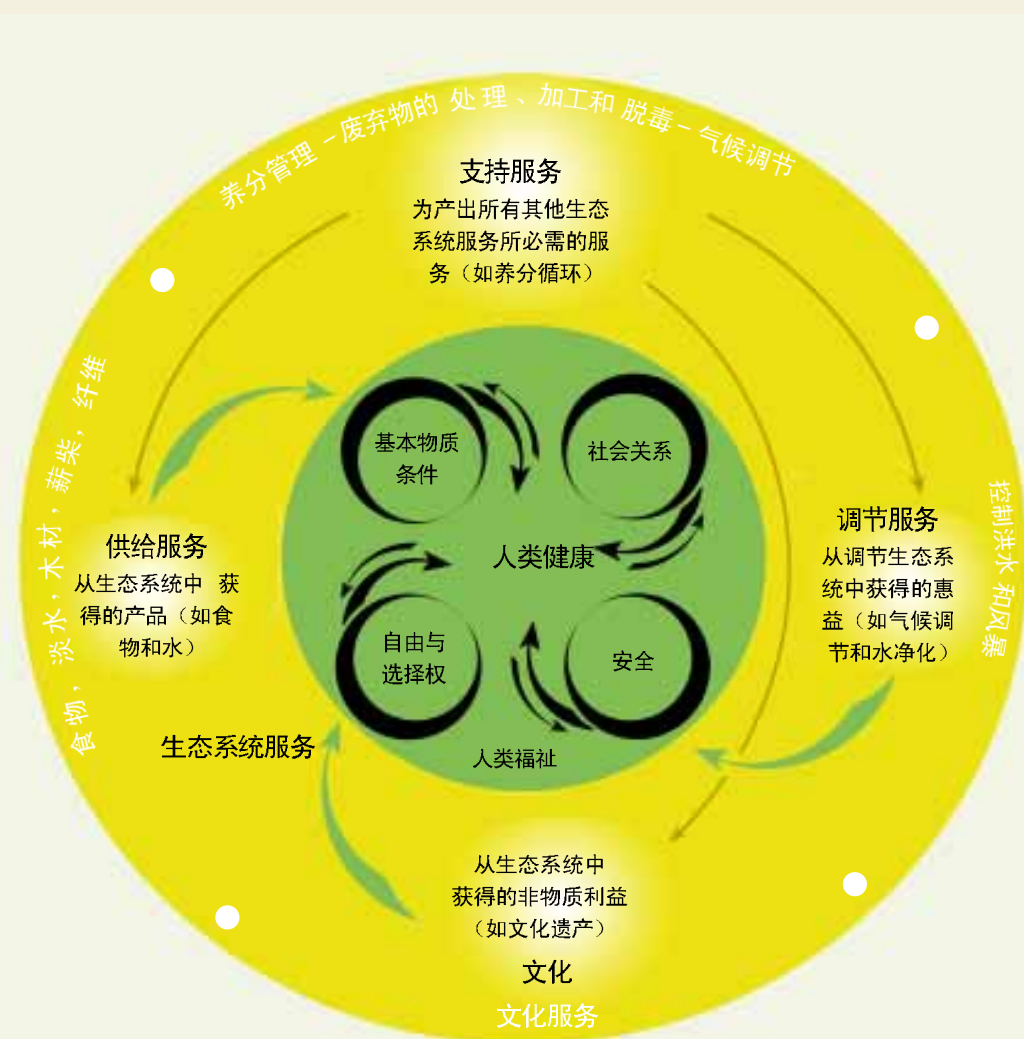 养分管理－废弃物的 处 理 、加工和 脱毒－气候调节
支持服务
为产出所有其他生态
系统服务所必需的服
务（如养分循环）
食物，淡水，木材，薪柴，纤维
基本物质
条件
社会关系
人类健康
自由与
选择权
安全
人类福祉
供给服务
从生态系统中 获
得的产品（如食
物和水）
调节服务
从调节生态系
统中获得的惠
益（如气候调
节和水净化）
控制洪水 和风暴
生态系统服务
从生态系统中
获得的非物质利益
（如文化遗产）
文化
文化服务